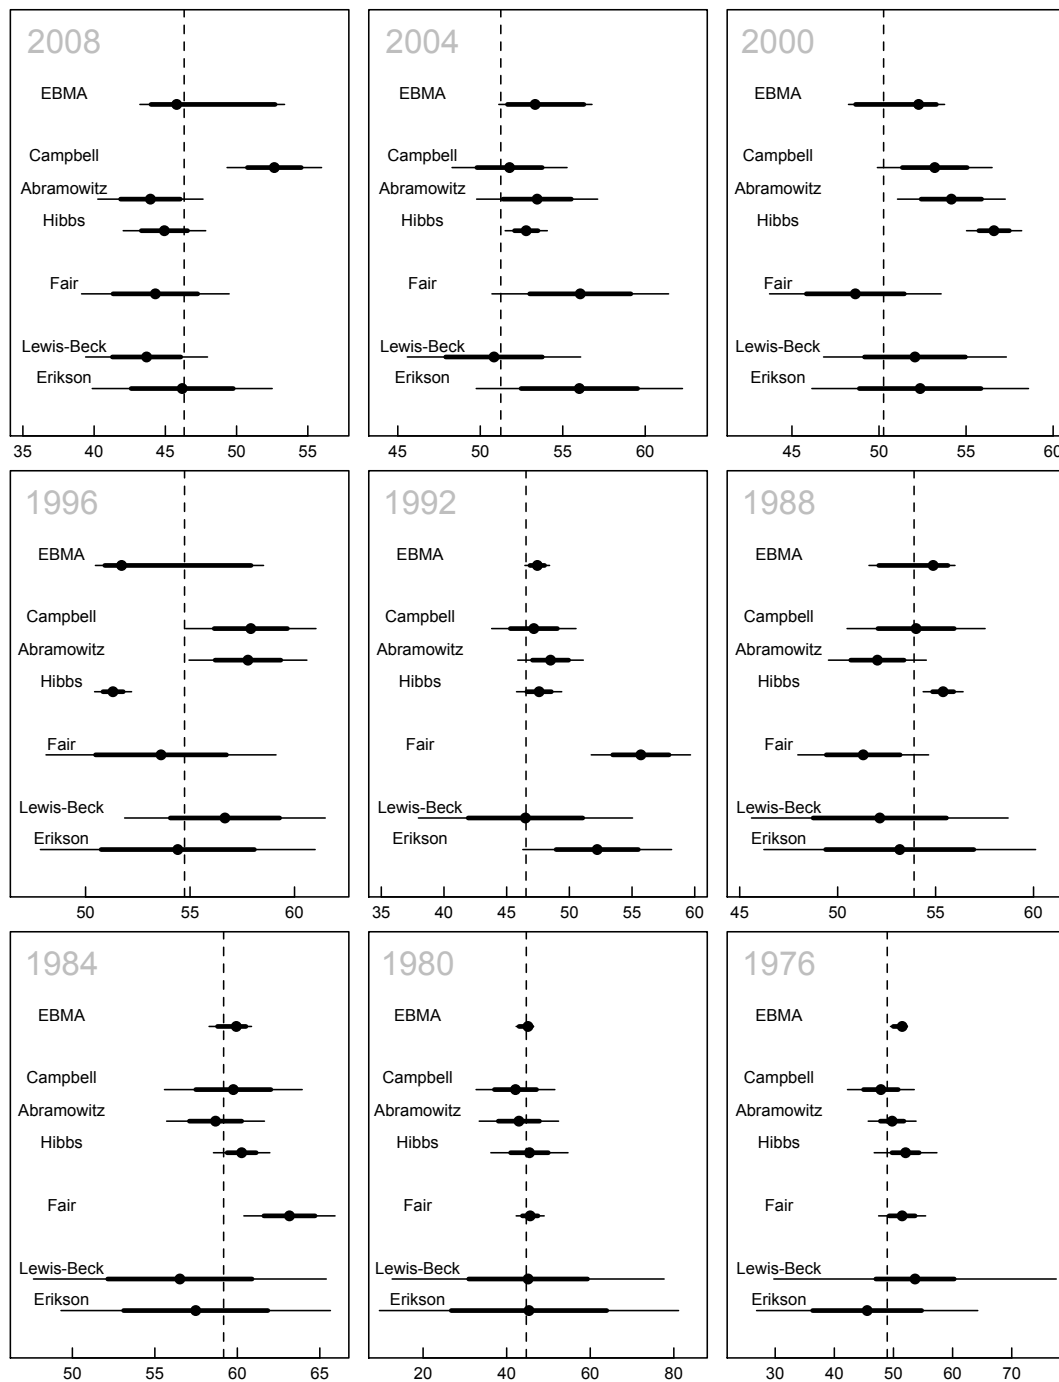 2008
EBMA
Campbell
Abramowitz
Hibbs
Fair
Lewis-Beck
Erikson
35 40 45 50 55
2004
EBMA
Campbell
Abramowitz
Hibbs
Fair
Lewis-Beck
Erikson
45 50 55 60
2000
EBMA
Campbell
Abramowitz
Hibbs
Fair
Lewis-Beck
Erikson
45 50 55 60
1996
EBMA
Campbell
Abramowitz
Hibbs
Fair
Lewis-Beck
Erikson
50 55 60
1992
EBMA
Campbell
Abramowitz
Hibbs
Fair
Lewis-Beck
Erikson
35 40 45 50 55 60
1988
EBMA
Campbell
Abramowitz
Hibbs
Fair
Lewis-Beck
Erikson
45 50 55 60
1984
EBMA
Campbell
Abramowitz
Hibbs
Fair
Lewis-Beck
Erikson
50 55 60 65
1980
EBMA
Campbell
Abramowitz
Hibbs
Fair
Lewis-Beck
Erikson
20 40 60 80
1976
EBMA
Campbell
Abramowitz
Hibbs
Fair
Lewis-Beck
Erikson
30 40 50 60 70